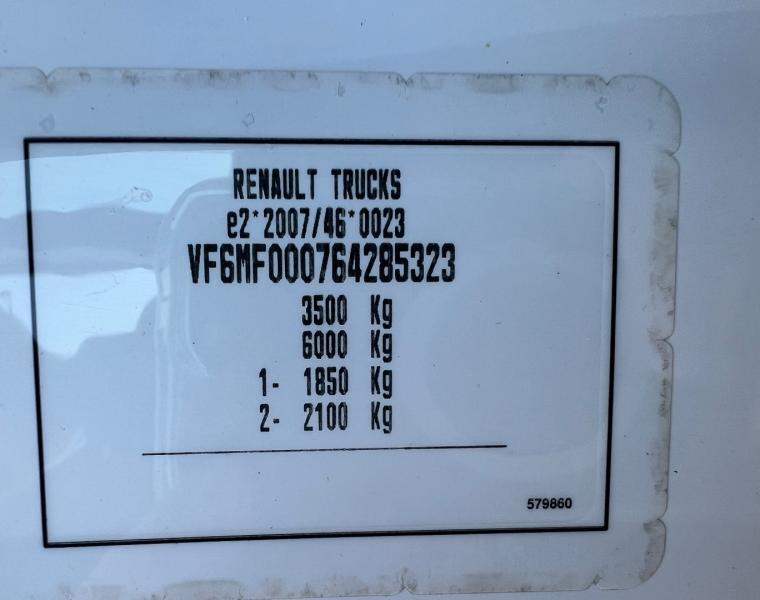 RENAULT TRUCKS
e2*2007/46*0023
VF6MF000764285323
3500 Kg
6000 Kg
1- 1850 Kg
2- 2100 Kg
579860